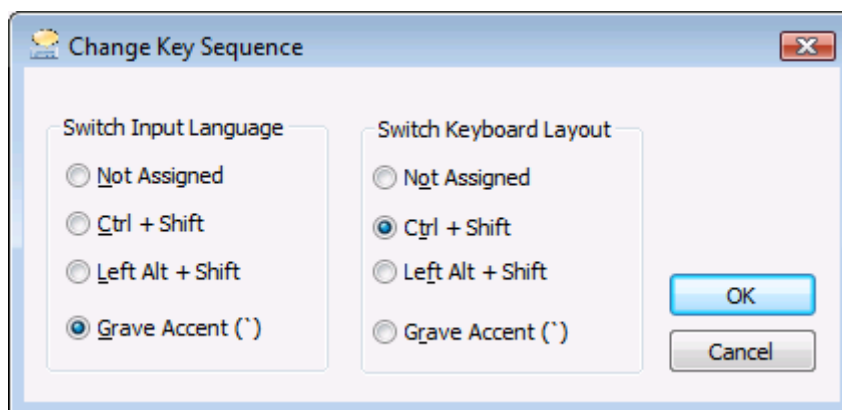 Change Key Sequence
Switch Input Language
Not Assigned
Ctrl + Shift
Left Alt + Shift
Grave Accent (`)
Switch Keyboard Layout
Not Assigned
Ctrl + Shift
Left Alt + Shift
Grave Accent (`)
OK
Cancel